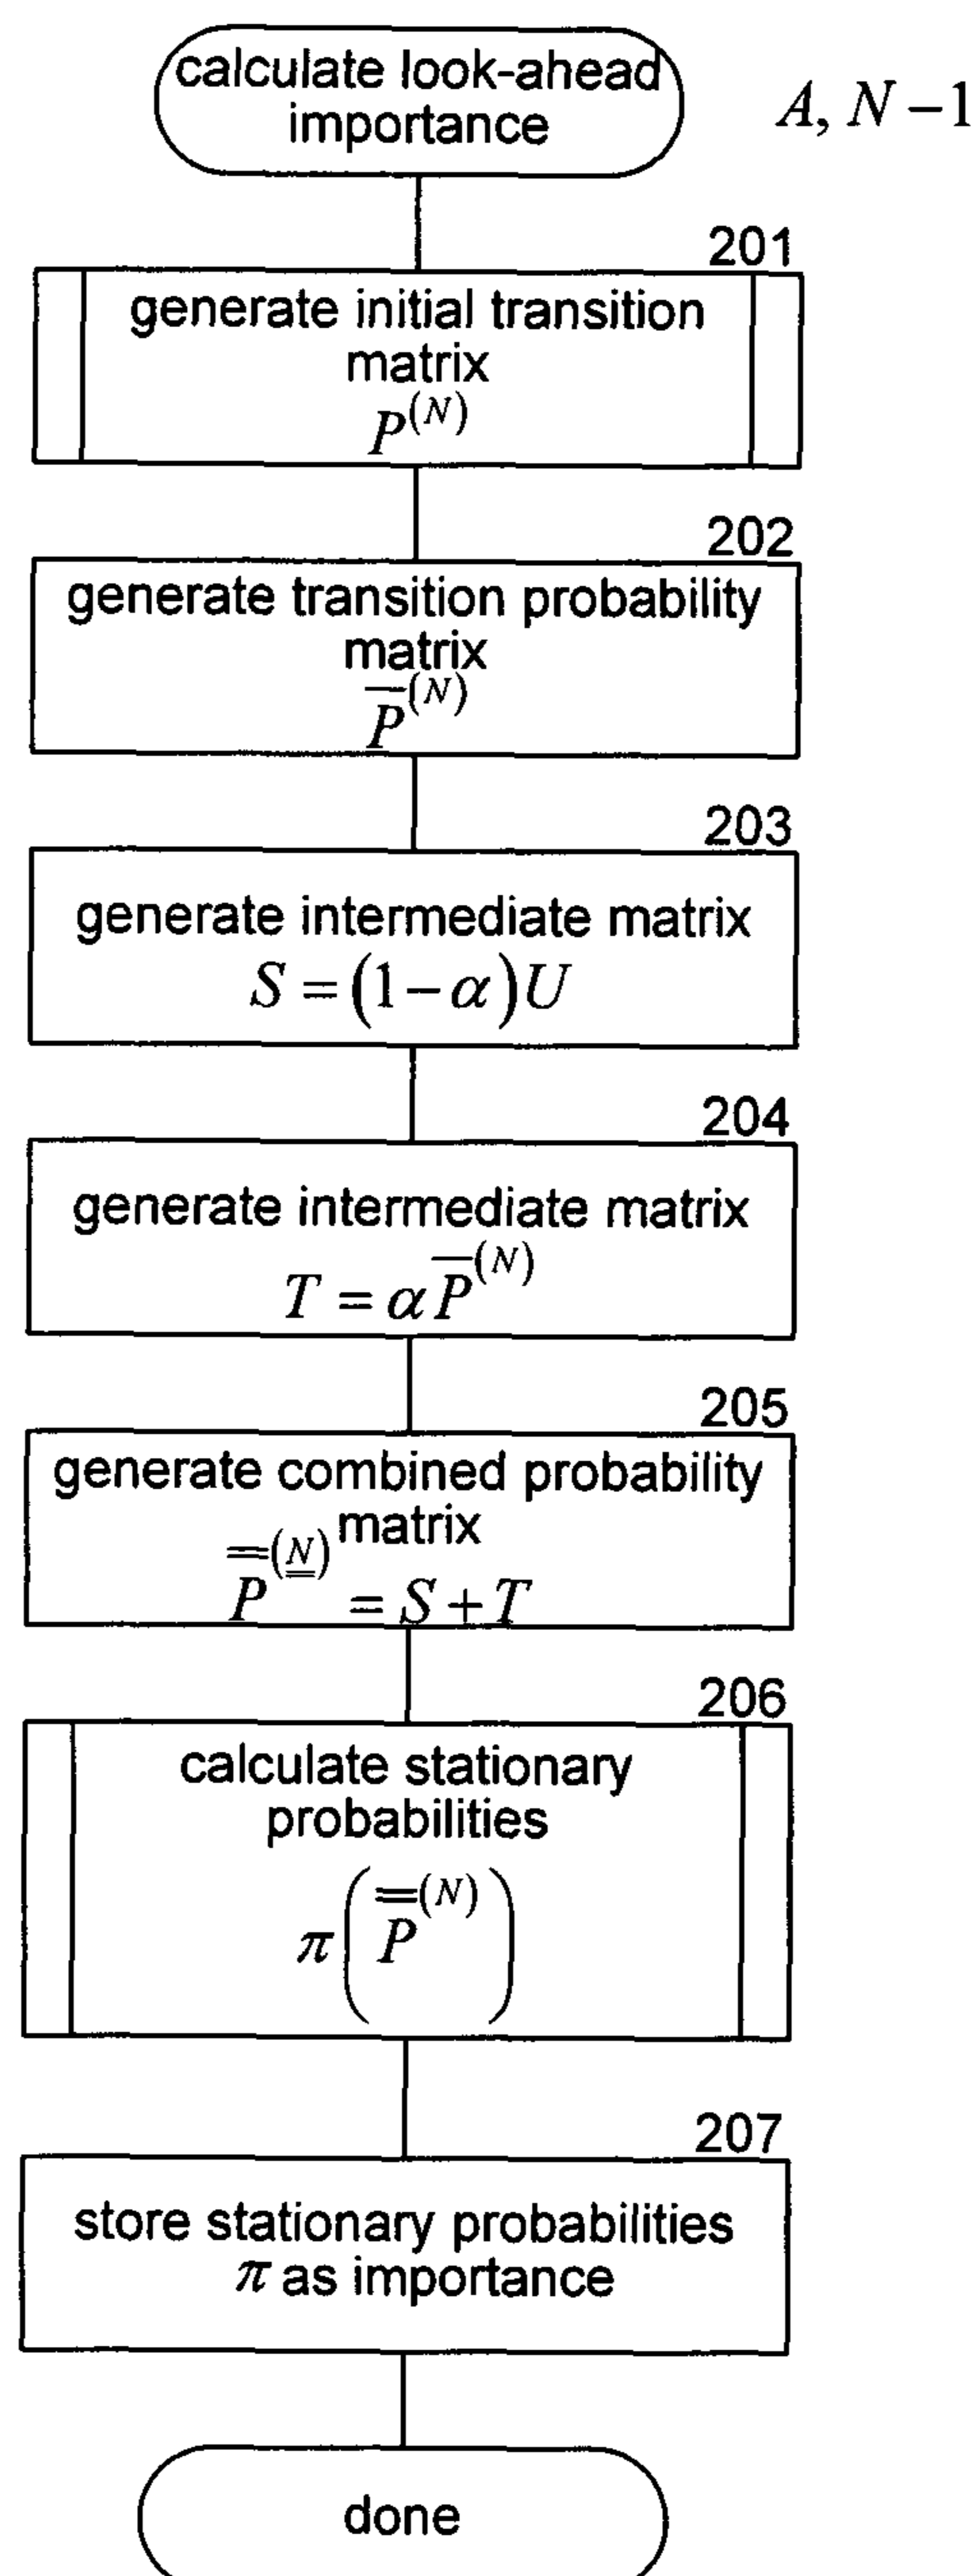 calculate look-ahead
importance
A, N − 1
201
generate initial transition
matrix
P^(N)
202
generate transition probability
matrix
P̅^(N)
203
generate intermediate matrix
S = (1 − α)U
204
generate intermediate matrix
T = αP̅^(N)
205
generate combined probability
matrix
P̿^(N) = S + T
206
calculate stationary
probabilities
π(P̿^(N))
207
store stationary probabilities
π as importance
done